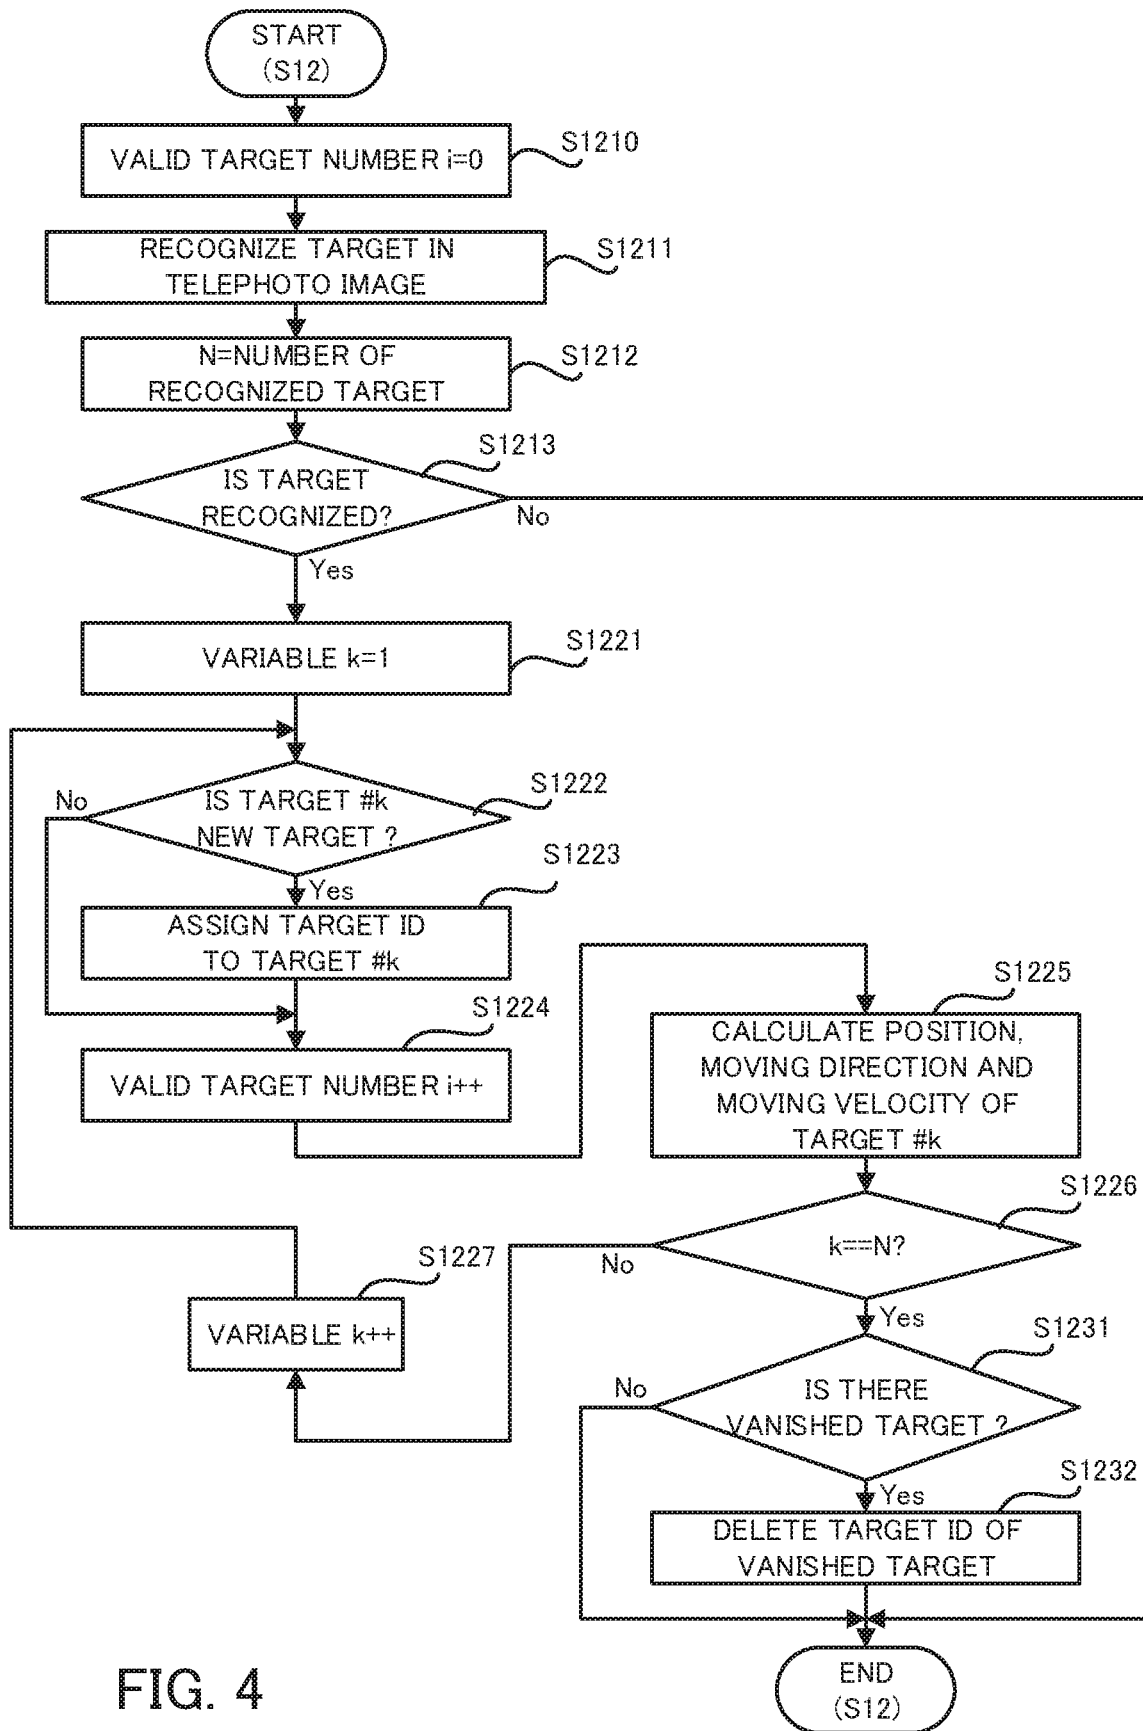 START
(S12)
VALID TARGET NUMBER i=0
S1210
RECOGNIZE TARGET IN
TELEPHOTO IMAGE
S1211
N=NUMBER OF
RECOGNIZED TARGET
S1212
IS TARGET
RECOGNIZED?
S1213
No
Yes
VARIABLE k=1
S1221
IS TARGET #k
NEW TARGET ?
S1222
No
Yes
ASSIGN TARGET ID
TO TARGET #k
S1223
VALID TARGET NUMBER i++
S1224
CALCULATE POSITION,
MOVING DIRECTION AND
MOVING VELOCITY OF
TARGET #k
S1225
k==N?
S1226
No
Yes
VARIABLE k++
S1227
IS THERE
VANISHED TARGET ?
S1231
No
Yes
DELETE TARGET ID OF
VANISHED TARGET
S1232
END
(S12)
FIG. 4